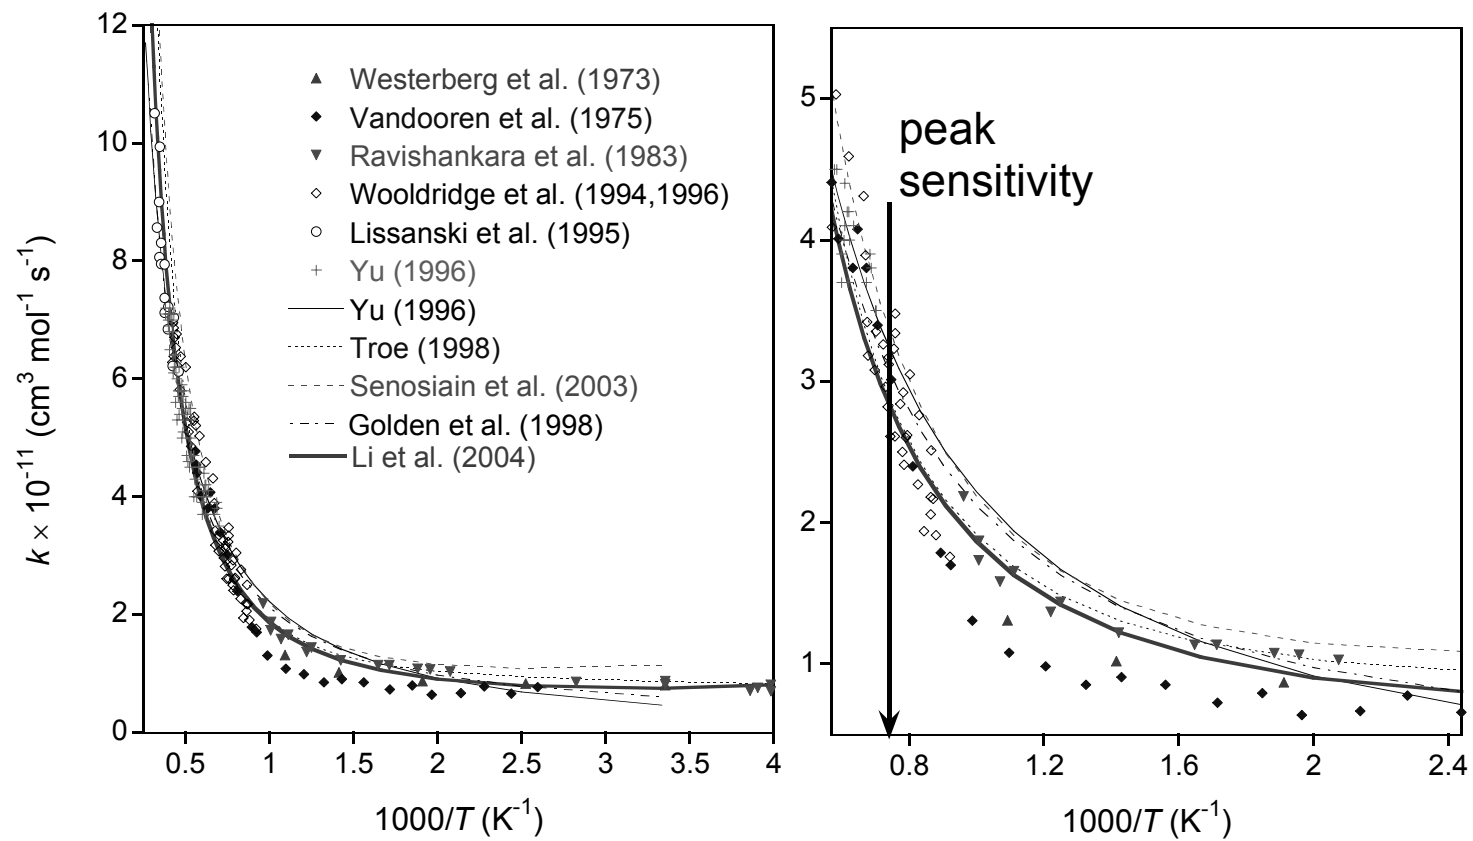 12
10
8
6
4
2
0
k × 10⁻¹¹ (cm³ mol⁻¹ s⁻¹)
Westerberg et al. (1973)
Vandooren et al. (1975)
Ravishankara et al. (1983)
Wooldridge et al. (1994,1996)
Lissanski et al. (1995)
Yu (1996)
Yu (1996)
Troe (1998)
Senosiain et al. (2003)
Golden et al. (1998)
Li et al. (2004)
0.5 1 1.5 2 2.5 3 3.5 4
1000/T (K⁻¹)
5
4
3
2
1
peak
sensitivity
0.8 1.2 1.6 2 2.4
1000/T (K⁻¹)